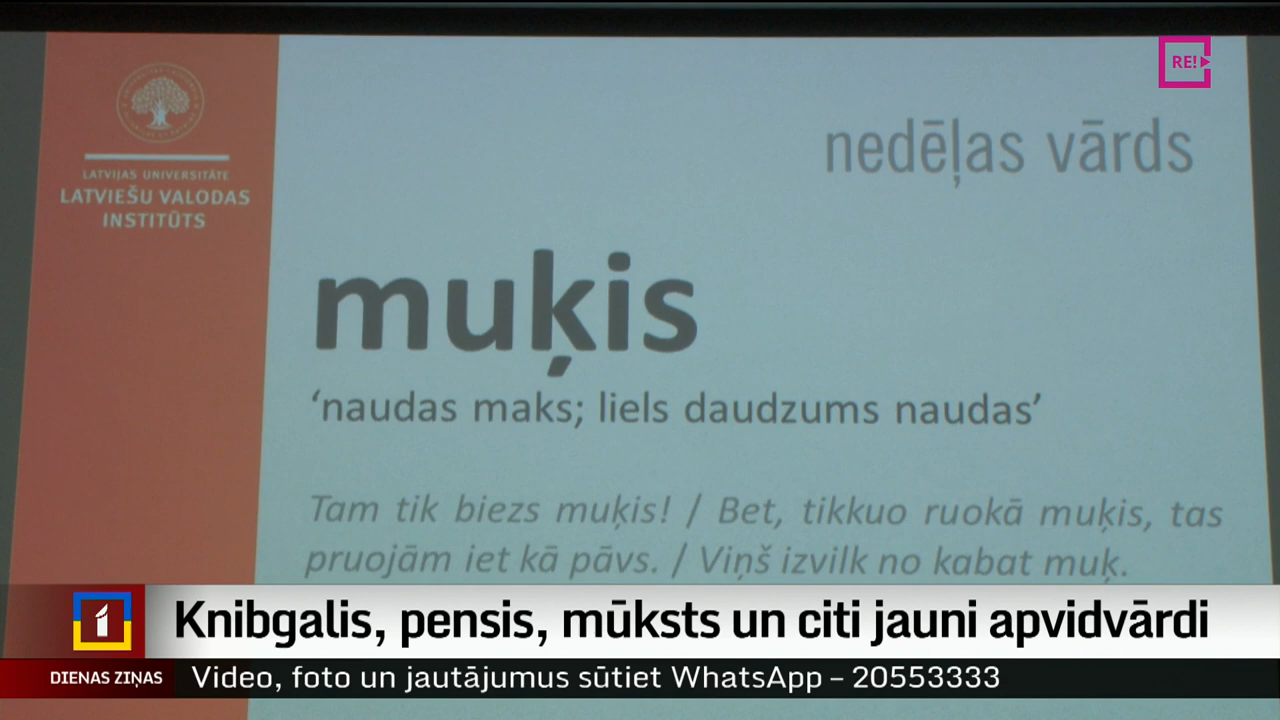 RE!
nedēļas vārds
LATVIJAS UNIVERSITĀTE
LATVIEŠU VALODAS
INSTITŪTS
muķis
‘naudas maks; liels daudzums naudas’
Tam tik biezs muķis! / Bet, tikkuo ruokā muķis, tas
pruojām iet kā pāvs. / Viņš izvilk no kabat muķ.
1
Knibgalis, pensis, mūksts un citi jauni apvidvārdi
DIENAS ZIŅAS
Video, foto un jautājumus sūtiet WhatsApp – 20553333